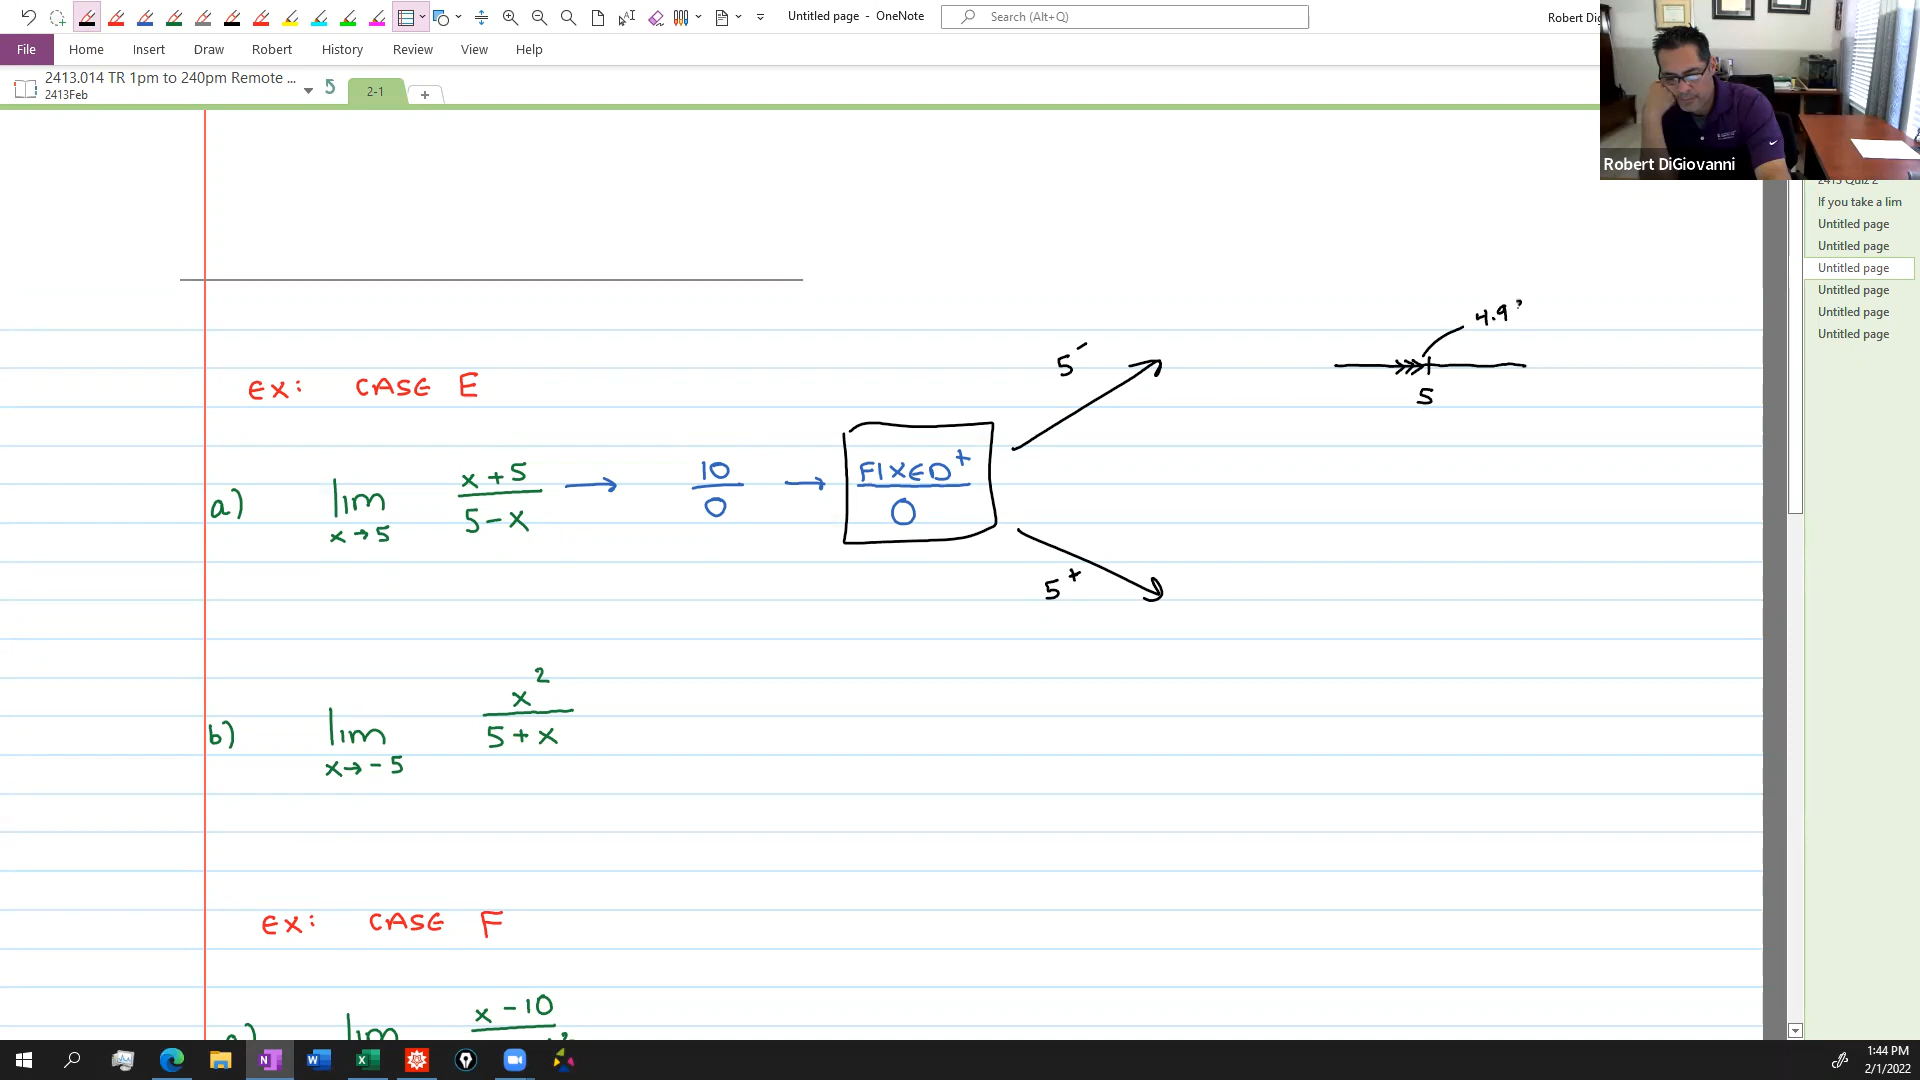 Untitled page - OneNote
Search (Alt+Q)
File Home Insert Draw Robert History Review View Help
2413.014 TR 1pm to 240pm Remote ...
2413Feb
2-1
Robert DiGiovanni
If you take a lim
Untitled page
Untitled page
Untitled page
Untitled page
Untitled page
Untitled page
4.9
5
5⁻
EX: CASE E
a) lim x→5 x+5/5-x → 10/0 → FIXED⁺/0
5⁺
b) lim x→-5 x²/5+x
EX: CASE F
lim x-10
1:44 PM
2/1/2022